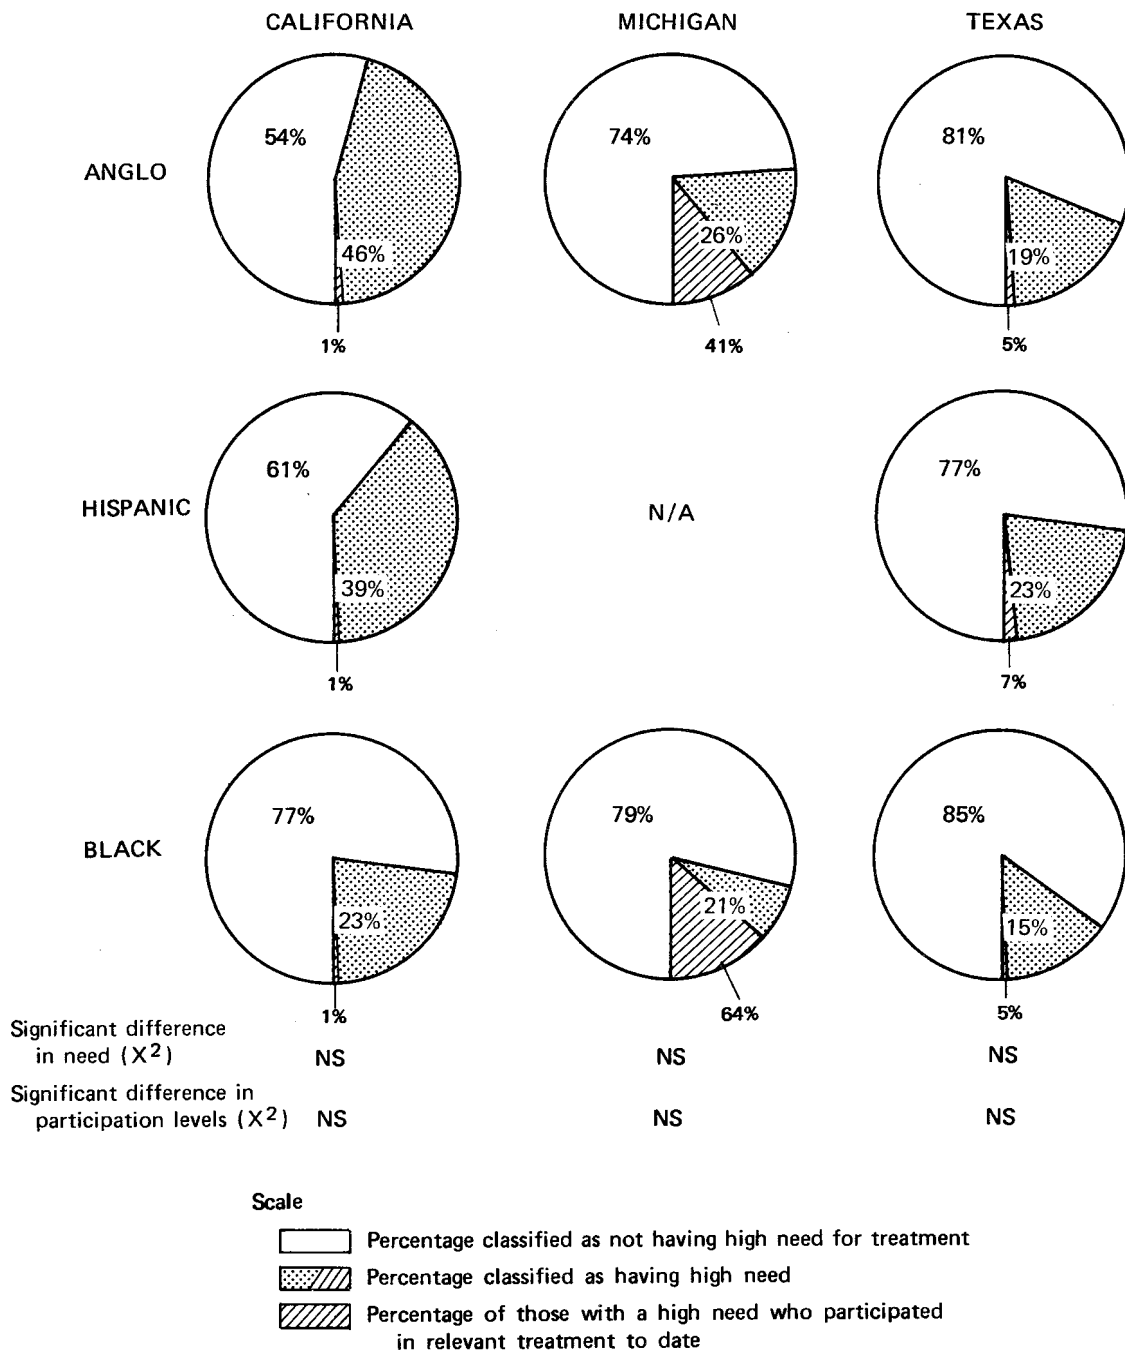 CALIFORNIA MICHIGAN TEXAS
ANGLO
54%
46%
1%
74%
26%
41%
81%
19%
5%
HISPANIC
61%
39%
1%
N/A
77%
23%
7%
BLACK
77%
23%
1%
79%
21%
64%
85%
15%
5%
Significant difference
in need (X²) NS NS NS
Significant difference in
participation levels (X²) NS NS NS
Scale
Percentage classified as not having high need for treatment
Percentage classified as having high need
Percentage of those with a high need who participated
in relevant treatment to date